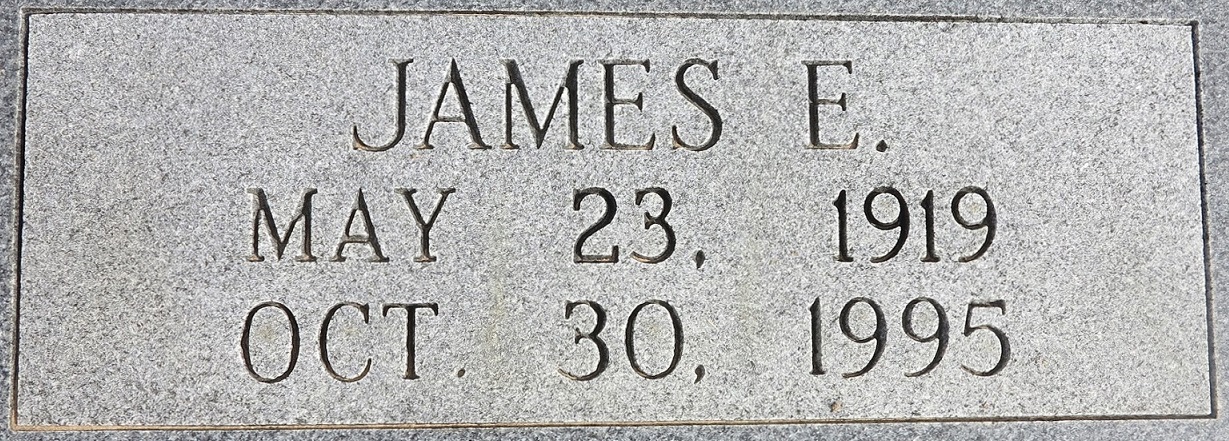 JAMES E.
MAY 23, 1919
OCT. 30, 1995